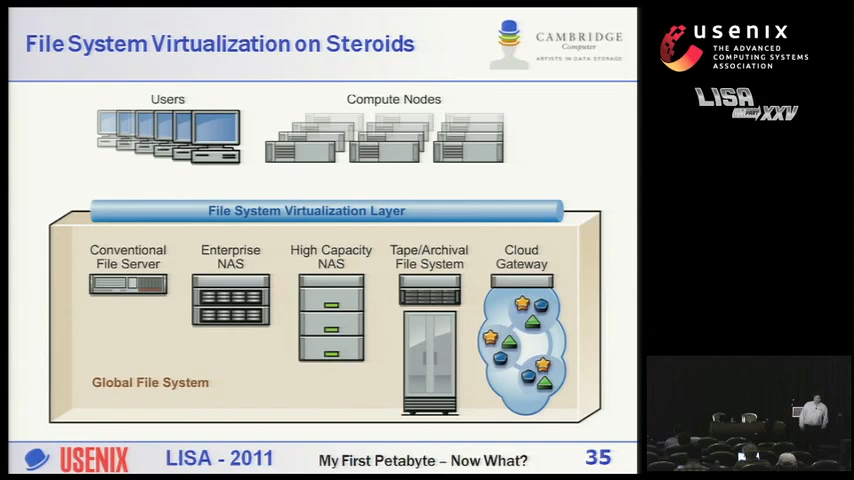 File System Virtualization on Steroids
CAMBRIDGE
Computer
ARTISTS IN DATA STORAGE
usenix
THE ADVANCED
COMPUTING SYSTEMS
ASSOCIATION
LISA
XXV
Users
Compute Nodes
File System Virtualization Layer
Conventional
File Server
Enterprise
NAS
High Capacity
NAS
Tape/Archival
File System
Cloud
Gateway
Global File System
USENIX
LISA - 2011
My First Petabyte – Now What?
35